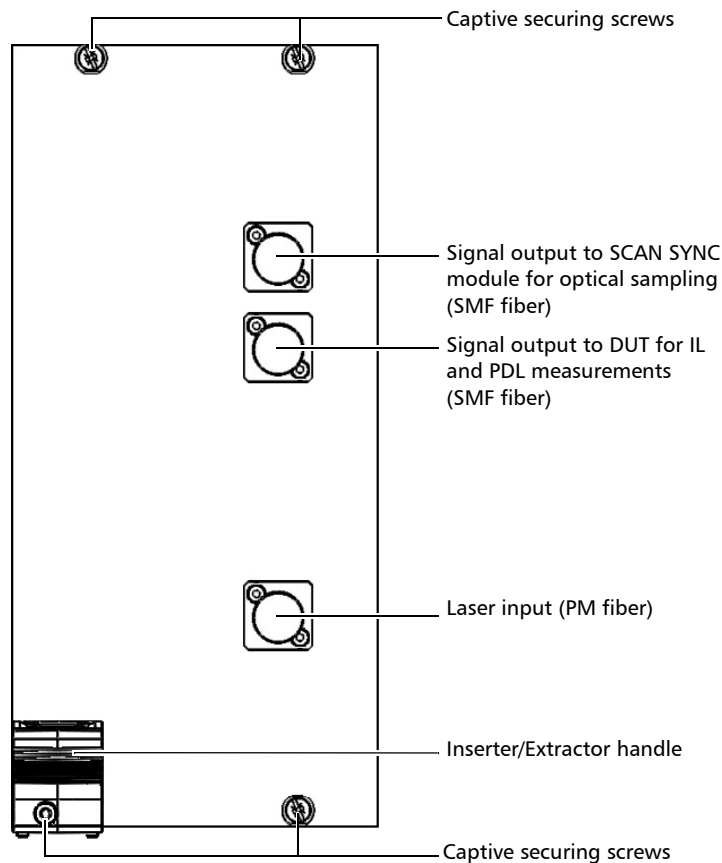 Captive securing screws
Signal output to SCAN SYNC
module for optical sampling
(SMF fiber)
Signal output to DUT for IL
and PDL measurements
(SMF fiber)
Laser input (PM fiber)
Inserter/Extractor handle
Captive securing screws